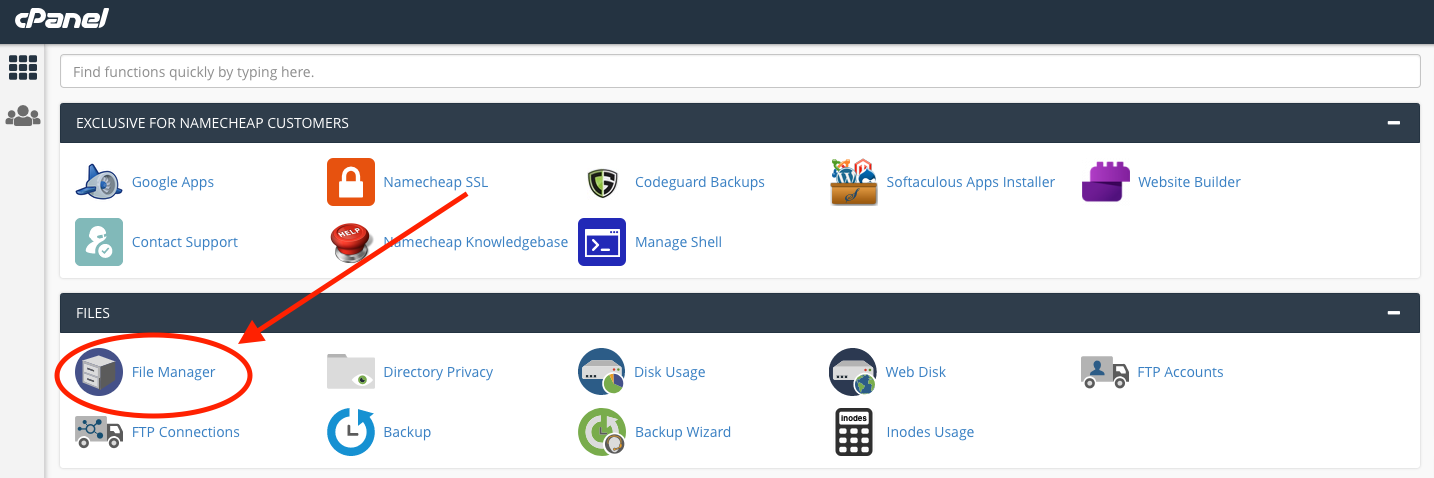 cPanel
Find functions quickly by typing here.
EXCLUSIVE FOR NAMECHEAP CUSTOMERS
Google Apps
Namecheap SSL
Codeguard Backups
Softaculous Apps Installer
Website Builder
Contact Support
HELP
Namecheap Knowledgebase
Manage Shell
FILES
File Manager
Directory Privacy
Disk Usage
Web Disk
FTP Accounts
FTP Connections
Backup
Backup Wizard
inodes
Inodes Usage